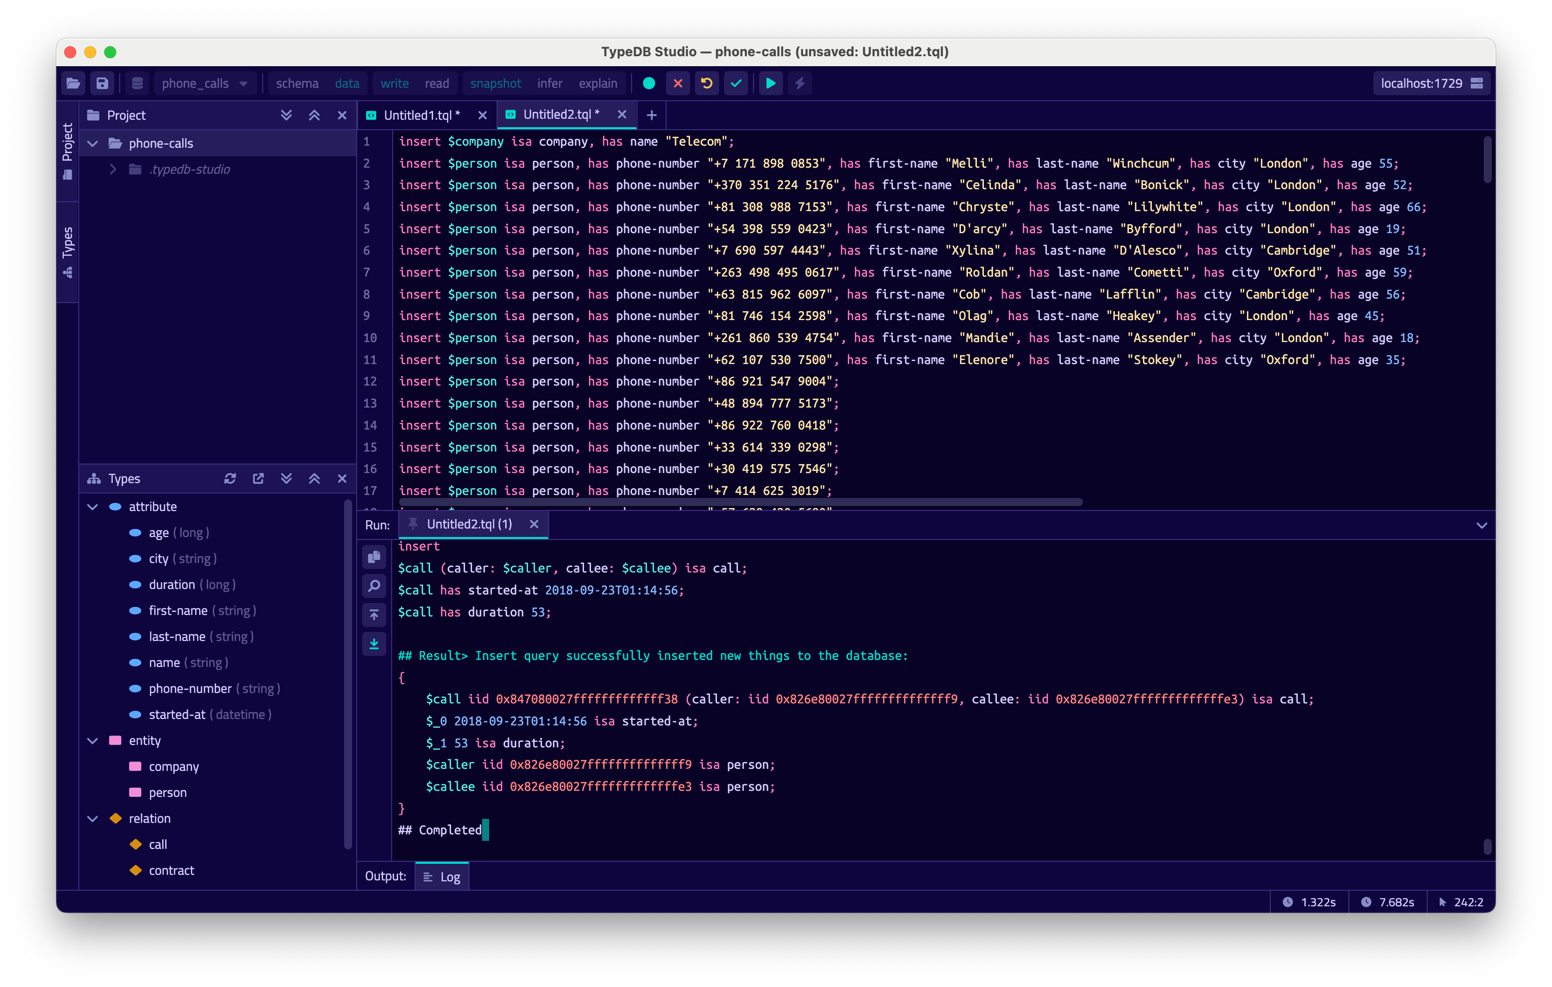 TypeDB Studio — phone-calls (unsaved: Untitled2.tql)
phone_calls
schema data
write read
snapshot infer explain
localhost:1729
Project
Types
Project
phone-calls
.typedb-studio
Types
attribute
age (long)
city (string)
duration (long)
first-name (string)
last-name (string)
name (string)
phone-number (string)
started-at (datetime)
entity
company
person
relation
call
contract
Untitled1.tql *
Untitled2.tql *
1 insert $company isa company, has name "Telecom";
2 insert $person isa person, has phone-number "+7 171 898 0853", has first-name "Melli", has last-name "Winchcum", has city "London", has age 55;
3 insert $person isa person, has phone-number "+370 351 224 5176", has first-name "Celinda", has last-name "Bonick", has city "London", has age 52;
4 insert $person isa person, has phone-number "+81 308 988 7153", has first-name "Chryste", has last-name "Lilywhite", has city "London", has age 66;
5 insert $person isa person, has phone-number "+54 398 559 0423", has first-name "D'arcy", has last-name "Byfford", has city "London", has age 19;
6 insert $person isa person, has phone-number "+7 690 597 4443", has first-name "Xylina", has last-name "D'Alesco", has city "Cambridge", has age 51;
7 insert $person isa person, has phone-number "+263 498 495 0617", has first-name "Roldan", has last-name "Cometti", has city "Oxford", has age 59;
8 insert $person isa person, has phone-number "+63 815 962 6097", has first-name "Cob", has last-name "Lafflin", has city "Cambridge", has age 56;
9 insert $person isa person, has phone-number "+81 746 154 2598", has first-name "Olag", has last-name "Heakey", has city "London", has age 45;
10 insert $person isa person, has phone-number "+261 860 539 4754", has first-name "Mandie", has last-name "Assender", has city "London", has age 18;
11 insert $person isa person, has phone-number "+62 107 530 7500", has first-name "Elenore", has last-name "Stokey", has city "Oxford", has age 35;
12 insert $person isa person, has phone-number "+86 921 547 9004";
13 insert $person isa person, has phone-number "+48 894 777 5173";
14 insert $person isa person, has phone-number "+86 922 760 0418";
15 insert $person isa person, has phone-number "+33 614 339 0298";
16 insert $person isa person, has phone-number "+30 419 575 7546";
17 insert $person isa person, has phone-number "+7 414 625 3019";
Run: Untitled2.tql (1)
insert
$call (caller: $caller, callee: $callee) isa call;
$call has started-at 2018-09-23T01:14:56;
$call has duration 53;
## Result> Insert query successfully inserted new things to the database:
{
$call iid 0x847080027fffffffffffff38 (caller: iid 0x826e80027ffffffffffffff9, callee: iid 0x826e80027fffffffffffffe3) isa call;
$_0 2018-09-23T01:14:56 isa started-at;
$_1 53 isa duration;
$caller iid 0x826e80027ffffffffffffff9 isa person;
$callee iid 0x826e80027fffffffffffffe3 isa person;
}
## Completed
Output: Log
1.322s 7.682s 242:2